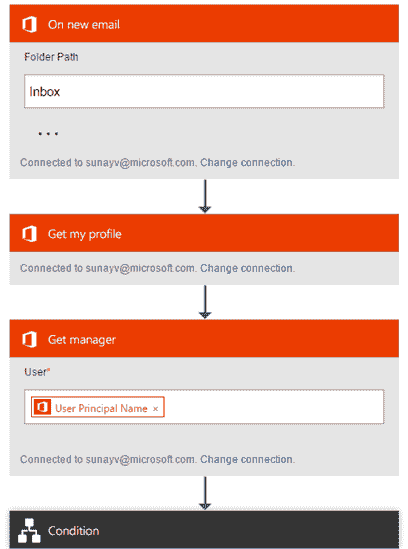 On new email
Folder Path
Inbox
...
Connected to sunayv@microsoft.com. Change connection.
Get my profile
Connected to sunayv@microsoft.com. Change connection.
Get manager
User*
User Principal Name ×
Connected to sunayv@microsoft.com. Change connection.
Condition